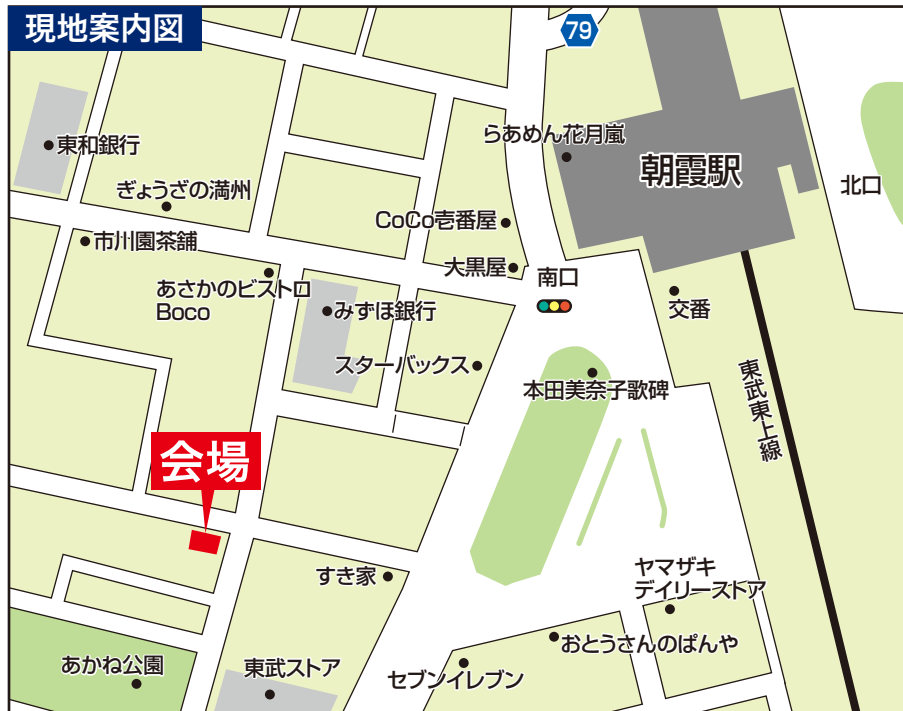 現地案内図
79
東和銀行
らあめん花月嵐
朝霞駅
北口
ぎょうざの満州
CoCo壱番屋
市川園茶舗
大黒屋
南口
あさかのビストロ
Boco
みずほ銀行
交番
スターバックス
本田美奈子歌碑
東武東上線
会場
すき家
ヤマザキ
デイリーストア
おとうさんのぱんや
あかね公園
東武ストア
セブンイレブン